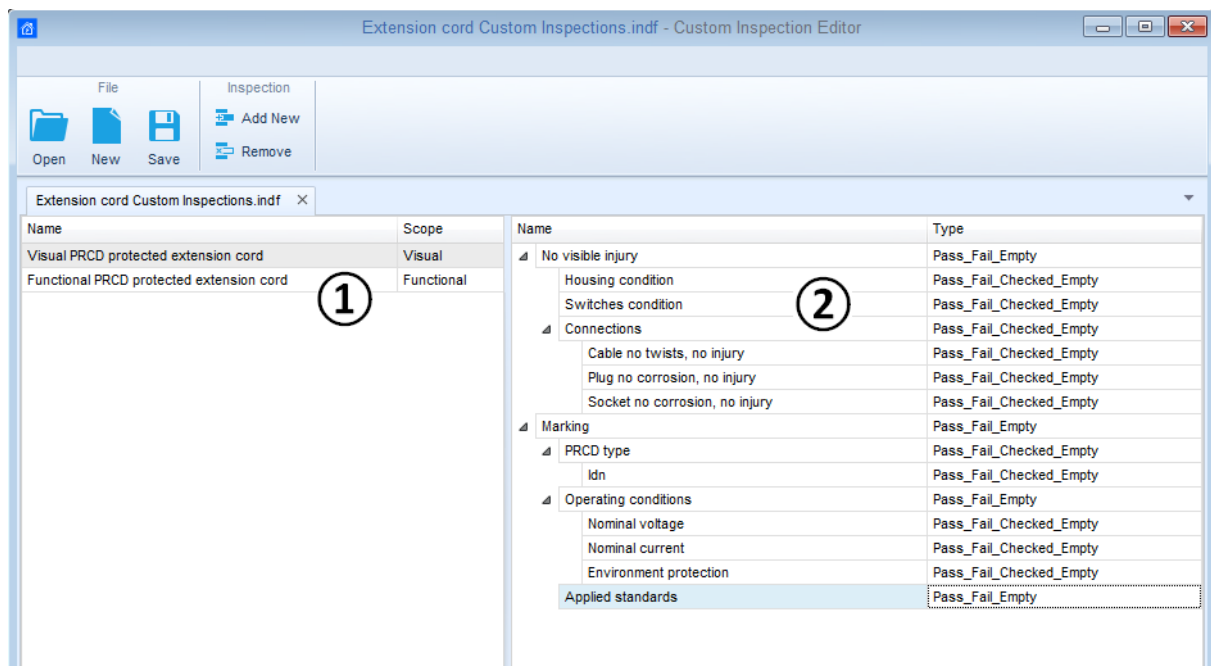 Extension cord Custom Inspections.indf - Custom Inspection Editor
File
Inspection
Open
New
Save
Add New
Remove
Extension cord Custom Inspections.indf
Name Scope
Visual PRCD protected extension cord Visual
Functional PRCD protected extension cord Functional
1
Name Type
No visible injury Pass_Fail_Empty
Housing condition Pass_Fail_Checked_Empty
Switches condition Pass_Fail_Checked_Empty
2
Connections Pass_Fail_Checked_Empty
Cable no twists, no injury Pass_Fail_Checked_Empty
Plug no corrosion, no injury Pass_Fail_Checked_Empty
Socket no corrosion, no injury Pass_Fail_Checked_Empty
Marking Pass_Fail_Empty
PRCD type Pass_Fail_Checked_Empty
Idn Pass_Fail_Checked_Empty
Operating conditions Pass_Fail_Empty
Nominal voltage Pass_Fail_Checked_Empty
Nominal current Pass_Fail_Checked_Empty
Environment protection Pass_Fail_Checked_Empty
Applied standards Pass_Fail_Empty